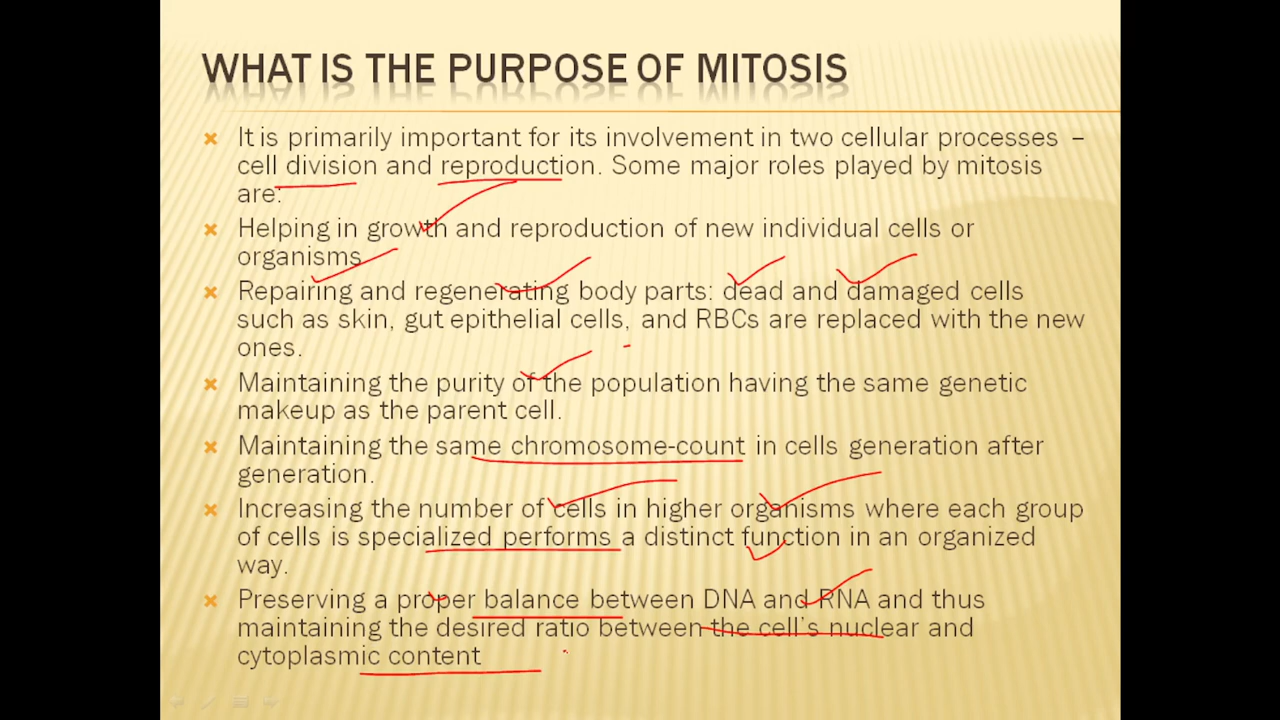 WHAT IS THE PURPOSE OF MITOSIS
It is primarily important for its involvement in two cellular processes –
cell division and reproduction. Some major roles played by mitosis
are:
Helping in growth and reproduction of new individual cells or
organisms
Repairing and regenerating body parts: dead and damaged cells
such as skin, gut epithelial cells, and RBCs are replaced with the new
ones.
Maintaining the purity of the population having the same genetic
makeup as the parent cell.
Maintaining the same chromosome-count in cells generation after
generation.
Increasing the number of cells in higher organisms where each group
of cells is specialized performs a distinct function in an organized
way.
Preserving a proper balance between DNA and RNA and thus
maintaining the desired ratio between the cell's nuclear and
cytoplasmic content